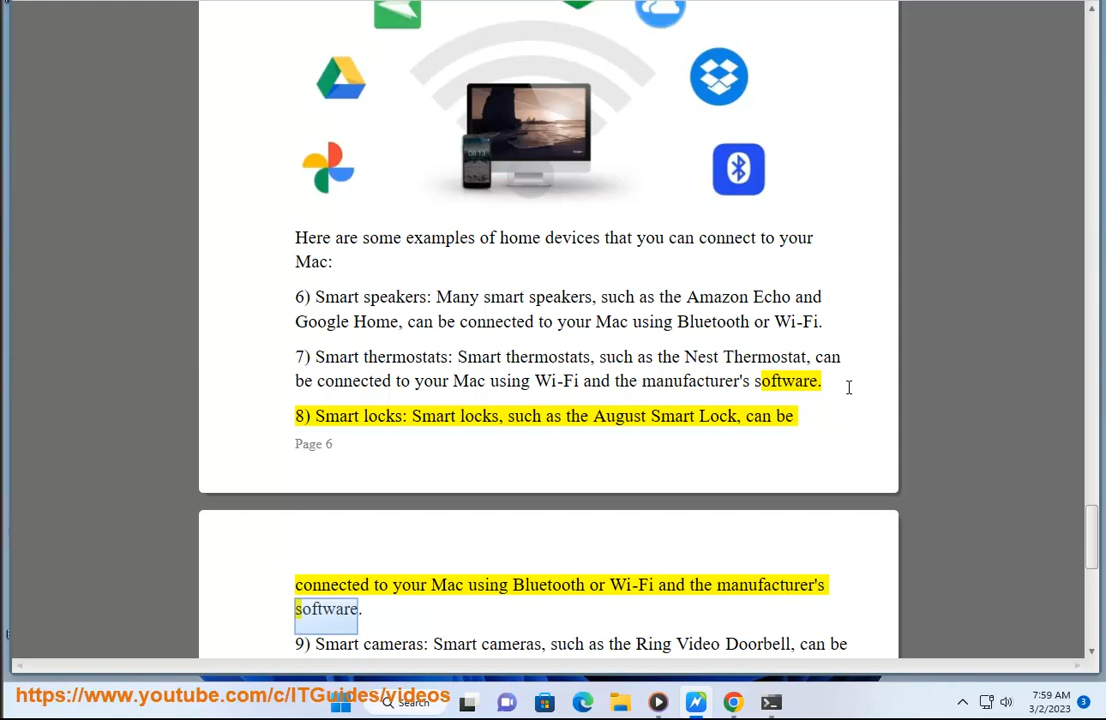 Here are some examples of home devices that you can connect to your
Mac:
6) Smart speakers: Many smart speakers, such as the Amazon Echo and
Google Home, can be connected to your Mac using Bluetooth or Wi-Fi.
7) Smart thermostats: Smart thermostats, such as the Nest Thermostat, can
be connected to your Mac using Wi-Fi and the manufacturer's software.
8) Smart locks: Smart locks, such as the August Smart Lock, can be
Page 6
connected to your Mac using Bluetooth or Wi-Fi and the manufacturer's
software.
9) Smart cameras: Smart cameras, such as the Ring Video Doorbell, can be
https://www.youtube.com/c/ITGuides/videos
Search
7:59 AM
3/2/2023
3